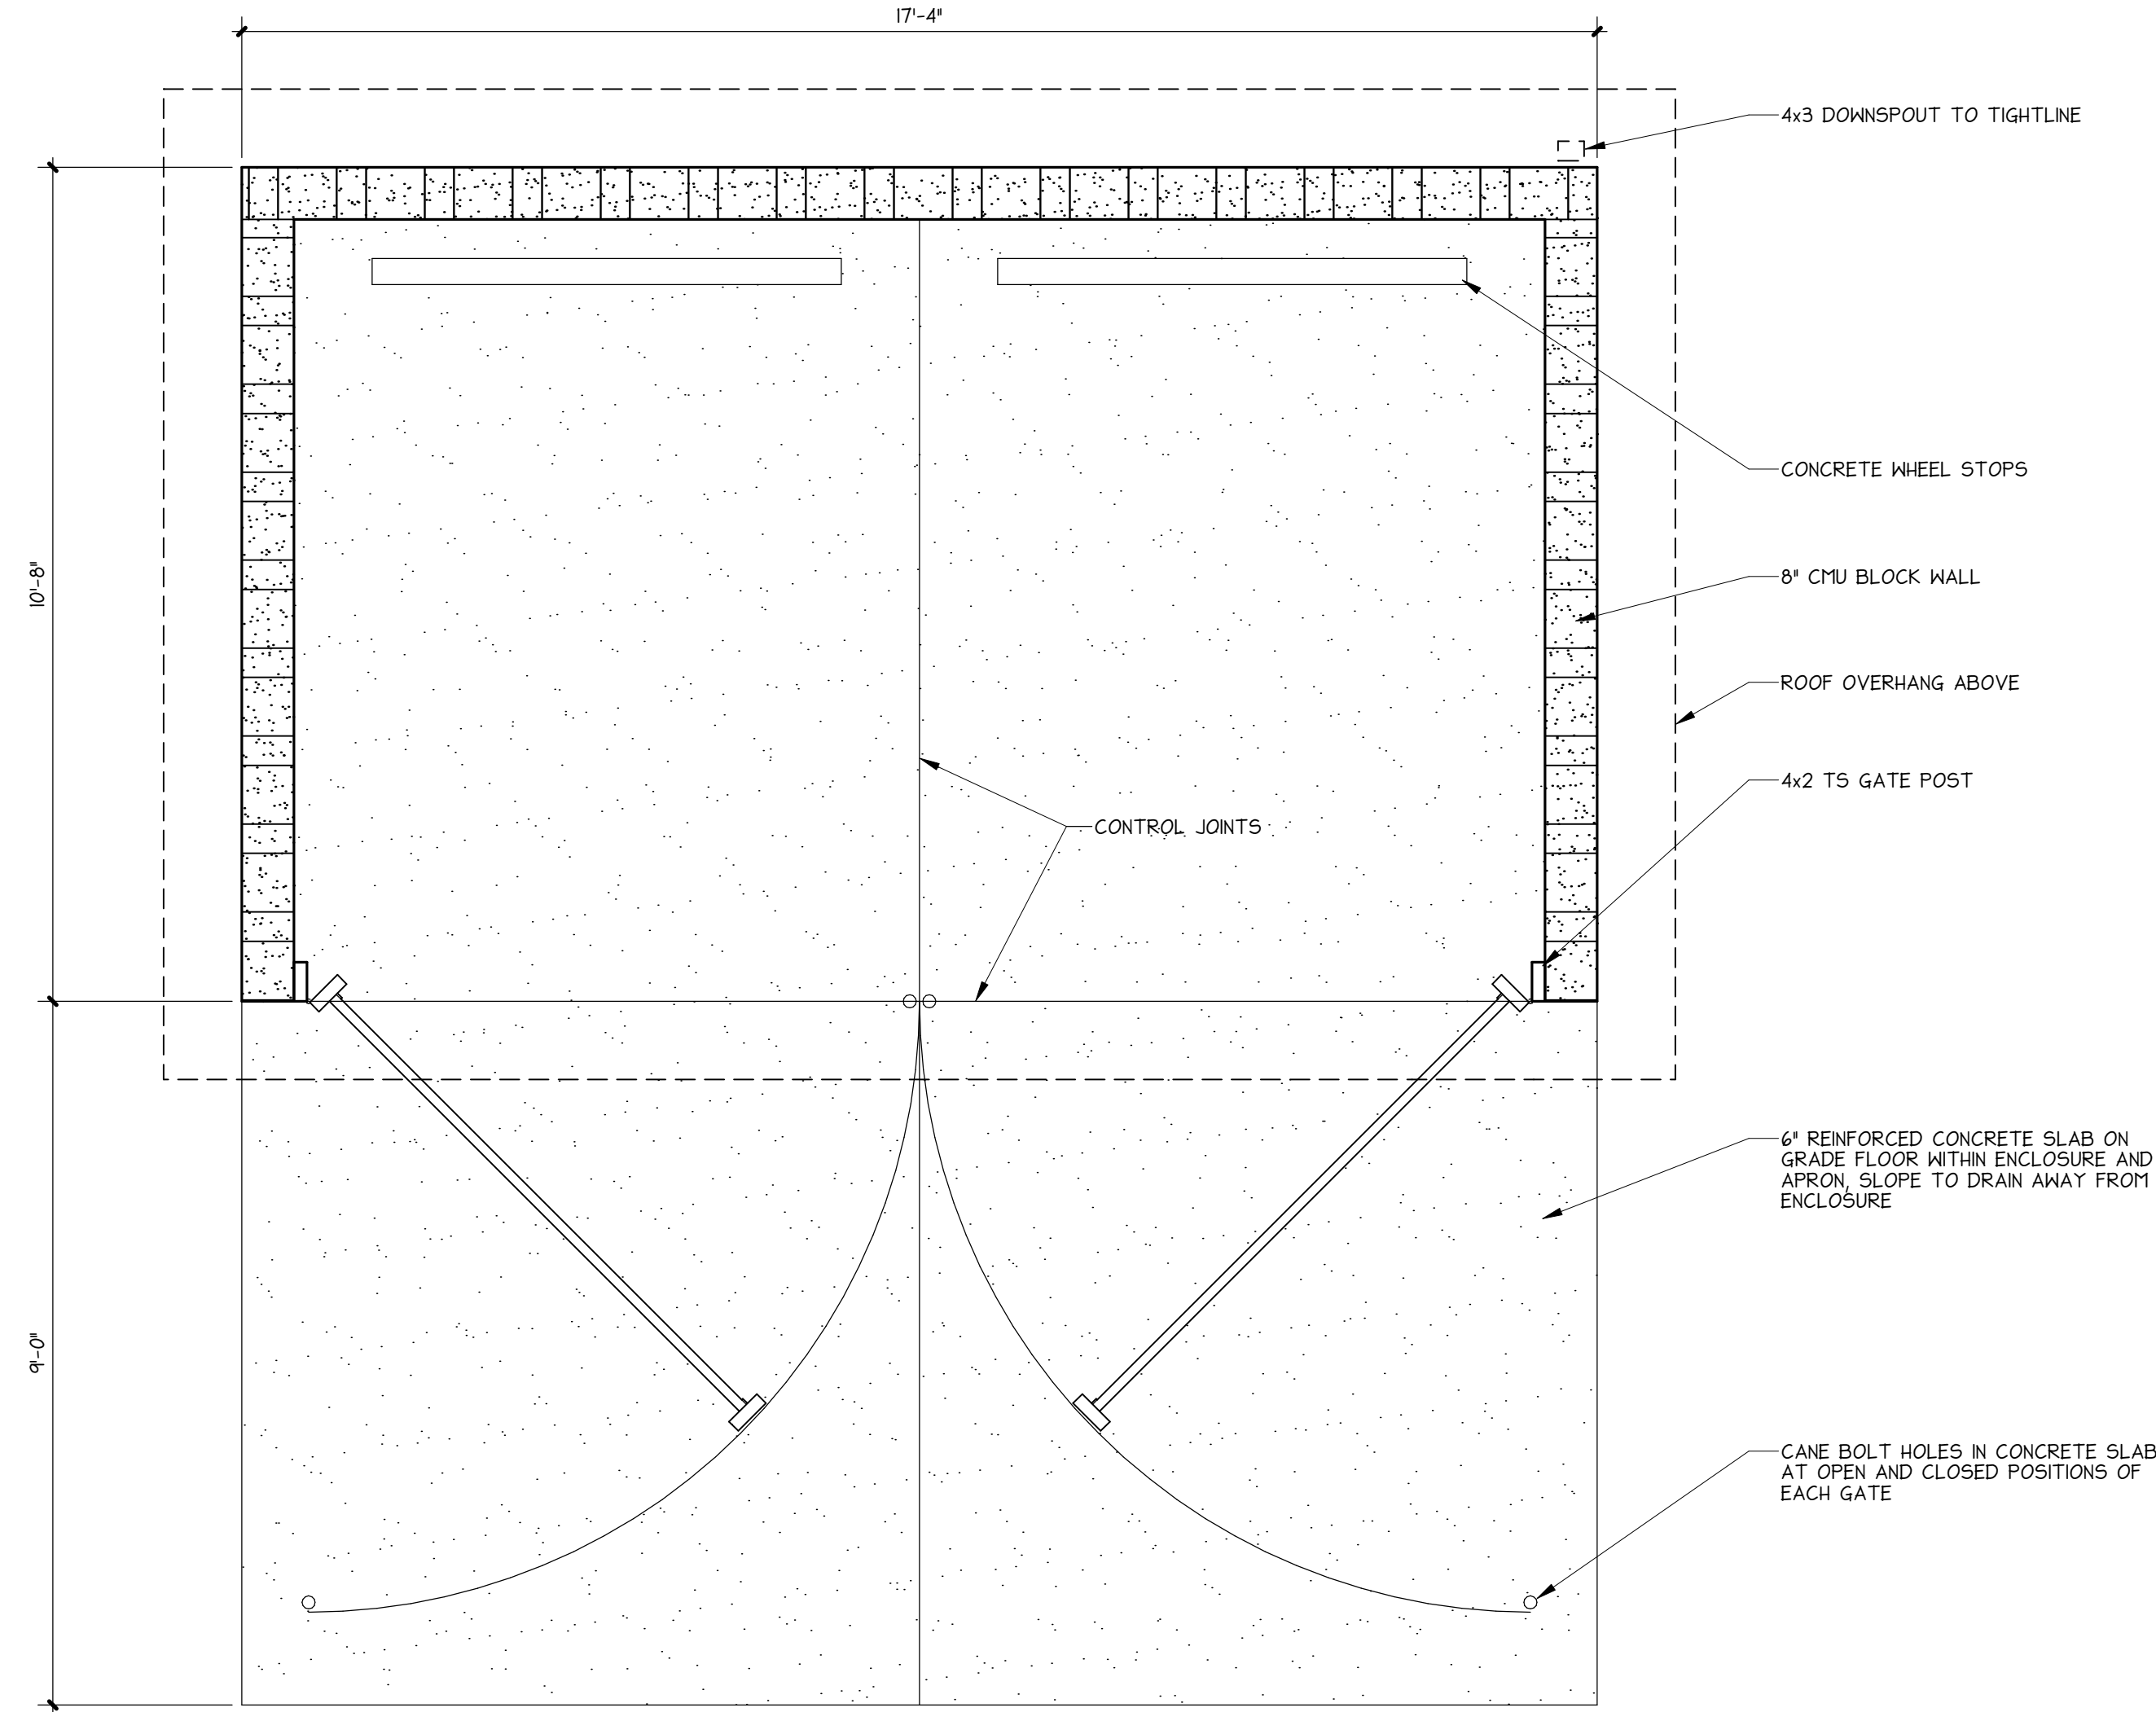 17'-4"
4x3 DOWNSPOUT TO TIGHTLINE
CONCRETE WHEEL STOPS
8" CMU BLOCK WALL
10'-8"
ROOF OVERHANG ABOVE
4x2 TS GATE POST
CONTROL JOINTS
6" REINFORCED CONCRETE SLAB ON
GRADE FLOOR WITHIN ENCLOSURE AND
APRON, SLOPE TO DRAIN AWAY FROM
ENCLOSURE
9'-0"
CANE BOLT HOLES IN CONCRETE SLAB
AT OPEN AND CLOSED POSITIONS OF
EACH GATE